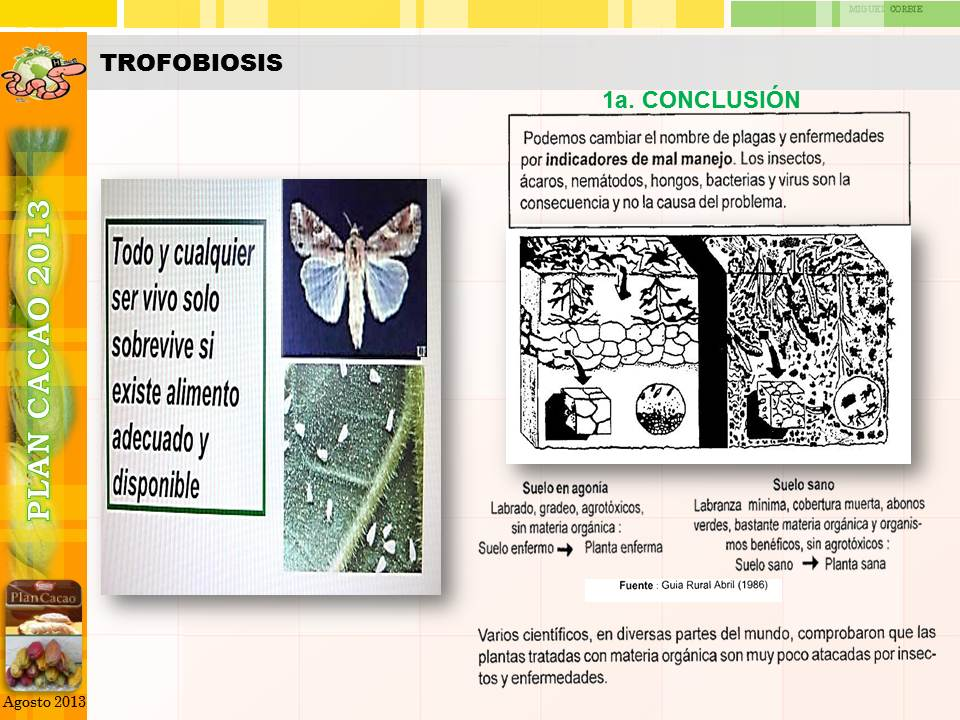 MIGUEL CORBIE
TROFOBIOSIS
1a. CONCLUSIÓN
Podemos cambiar el nombre de plagas y enfermedades
por indicadores de mal manejo. Los insectos,
ácaros, nemátodos, hongos, bacterias y virus son la
consecuencia y no la causa del problema.
Todo y cualquier
ser vivo solo
sobrevive si
existe alimento
adecuado y
disponible
Suelo en agonía
Labrado, gradeo, agrotóxicos,
sin materia orgánica :
Suelo enfermo → Planta enferma
Suelo sano
Labranza mínima, cobertura muerta, abonos
verdes, bastante materia orgánica y organis-
mos benéficos, sin agrotóxicos :
Suelo sano → Planta sana
Fuente : Guia Rural Abril (1986)
Varios científicos, en diversas partes del mundo, comprobaron que las
plantas tratadas con materia orgánica son muy poco atacadas por insec-
tos y enfermedades.
PLAN CACAO 2013
PlanCacao
Agosto 2013